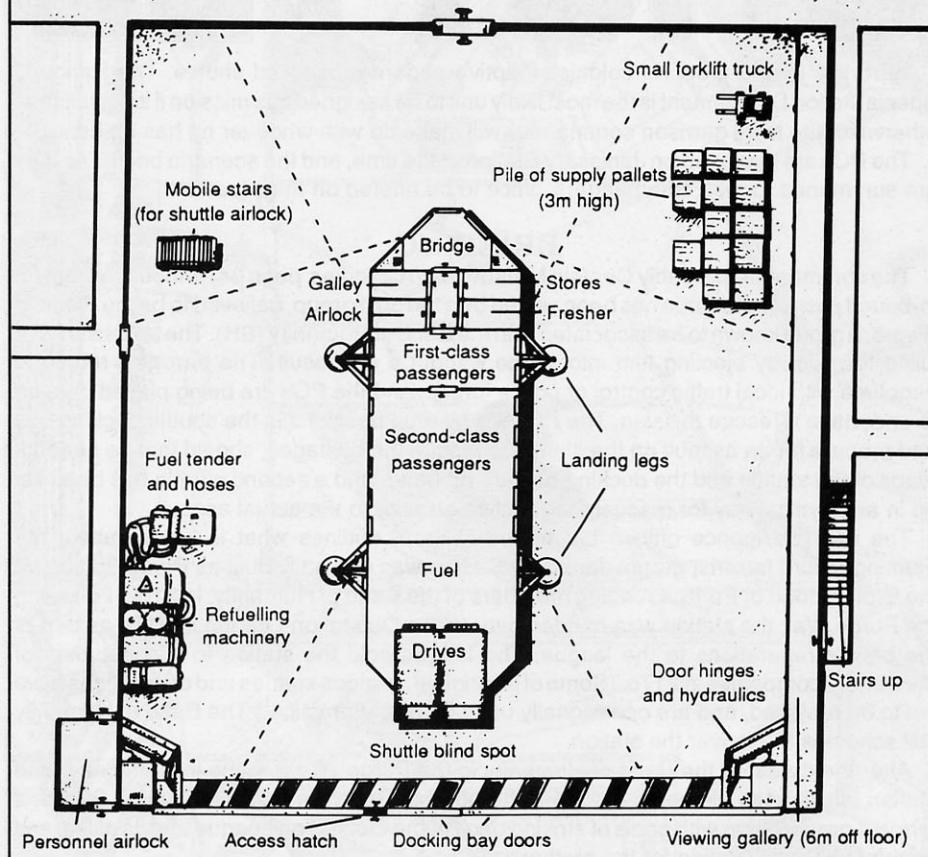 Small forklift truck
Pile of supply pallets
(3m high)
Mobile stairs
(for shuttle airlock)
Bridge
Galley
Stores
Airlock
Fresher
First-class
passengers
Second-class
passengers
Landing legs
Fuel tender
and hoses
Fuel
Refuelling
machinery
Drives
Door hinges
and hydraulics
Stairs up
Shuttle blind spot
Personnel airlock
Access hatch
Docking bay doors
Viewing gallery (5m off floor)